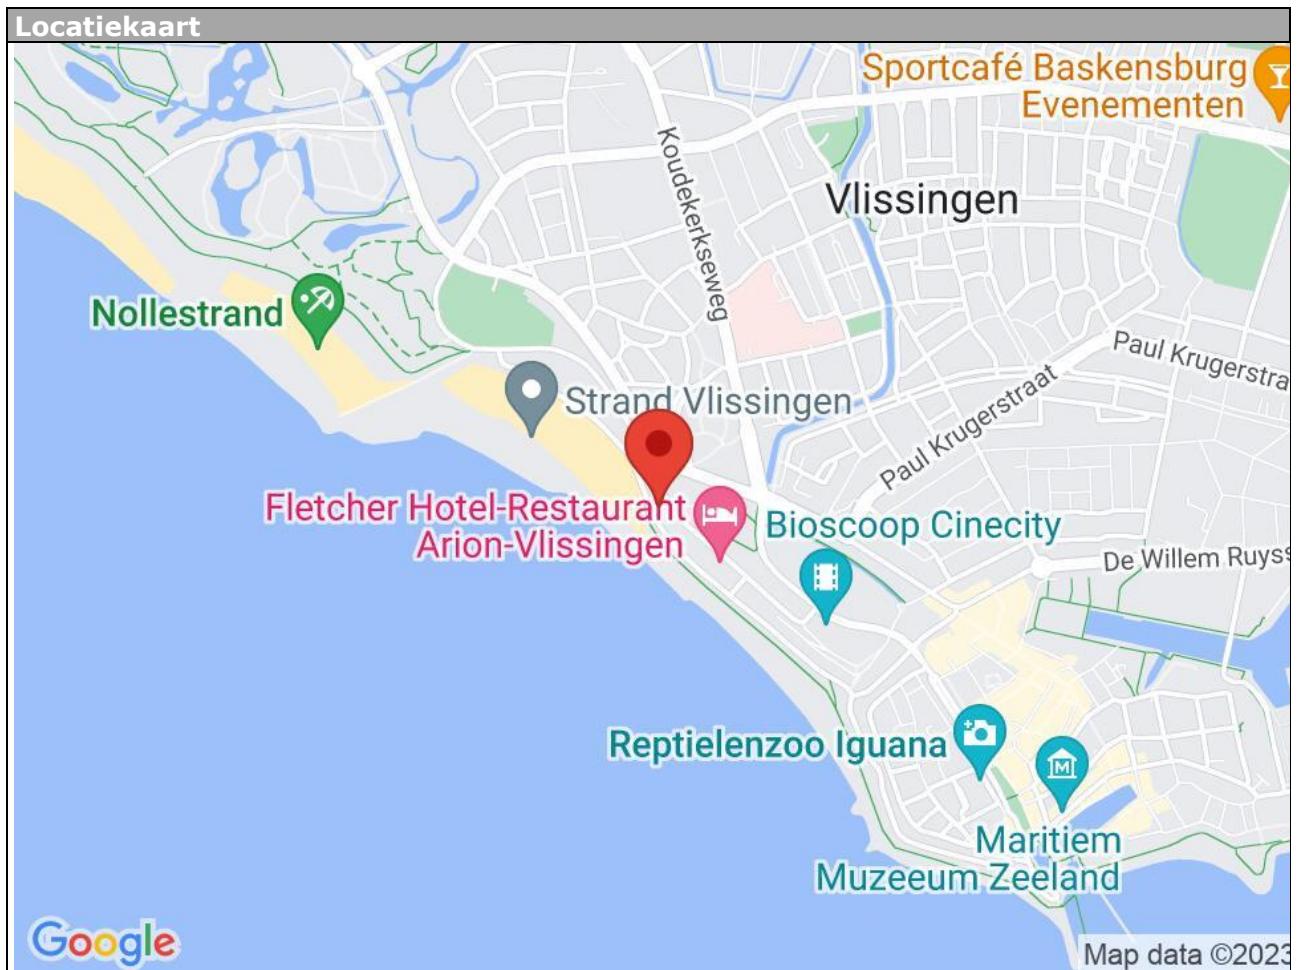 Locatiekaart
Sportcafé Baskensburg
Evenementen
Koudekerkseweg
Vlissingen
Nollestrand
Paul Krugerstra
Strand Vlissingen
Paul Krugerstraat
Fletcher Hotel-Restaurant
Arion-Vlissingen
Bioscoop Cinecity
De Willem Ruyss
Reptielenzoo Iguana
M
Maritiem
Muzeeum Zeeland
Google
Map data ©2023